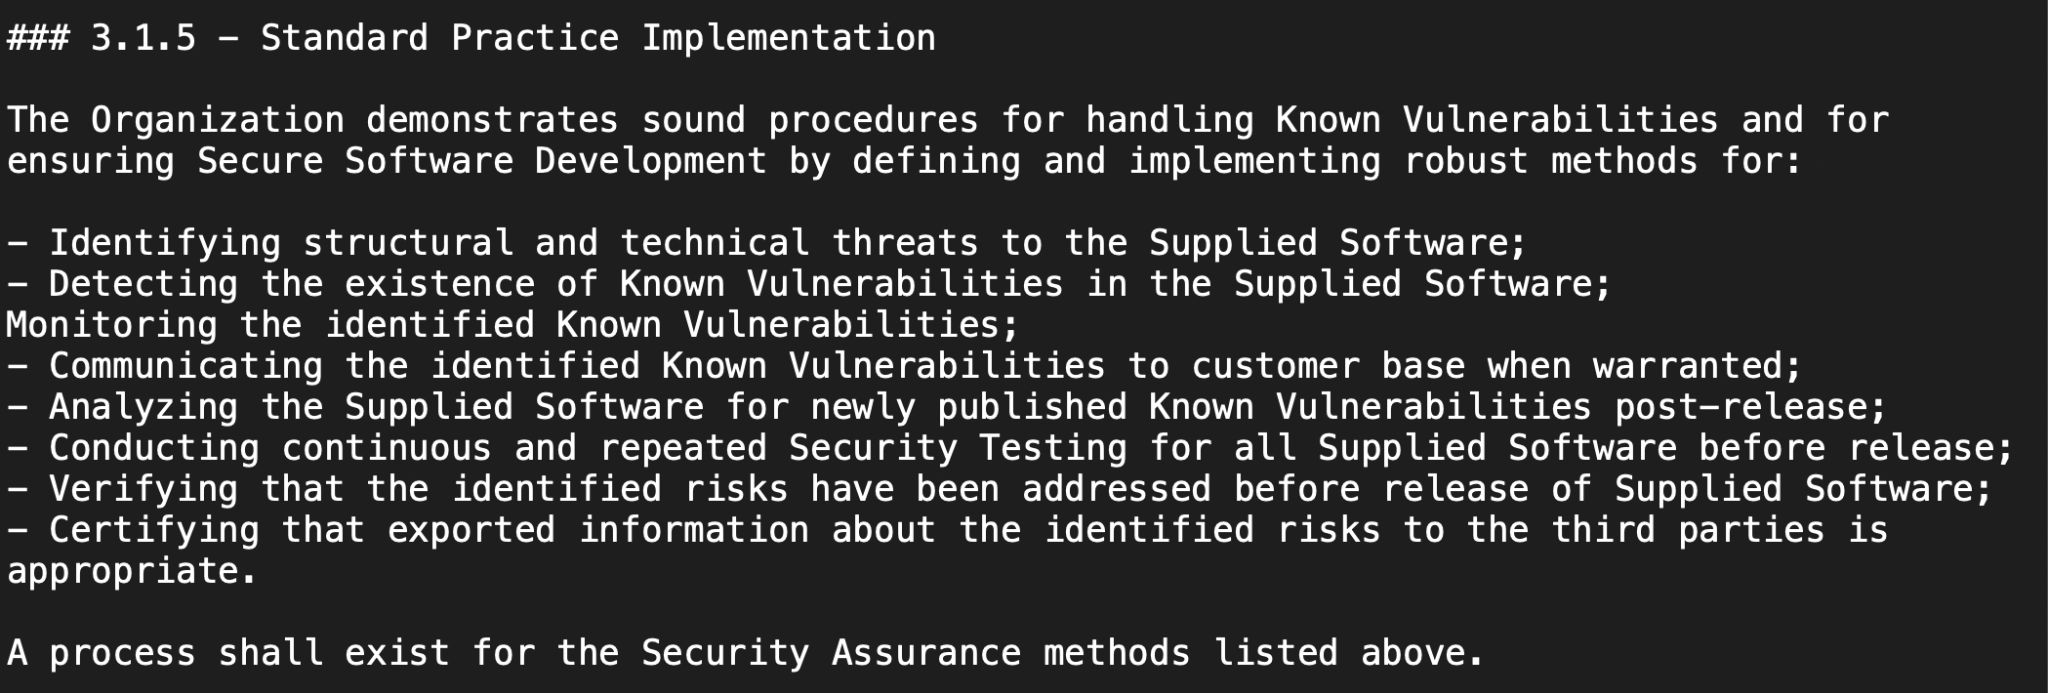 ### 3.1.5 - Standard Practice Implementation
The Organization demonstrates sound procedures for handling Known Vulnerabilities and for
ensuring Secure Software Development by defining and implementing robust methods for:
- Identifying structural and technical threats to the Supplied Software;
- Detecting the existence of Known Vulnerabilities in the Supplied Software;
Monitoring the identified Known Vulnerabilities;
- Communicating the identified Known Vulnerabilities to customer base when warranted;
- Analyzing the Supplied Software for newly published Known Vulnerabilities post-release;
- Conducting continuous and repeated Security Testing for all Supplied Software before release;
- Verifying that the identified risks have been addressed before release of Supplied Software;
- Certifying that exported information about the identified risks to the third parties is
appropriate.
A process shall exist for the Security Assurance methods listed above.